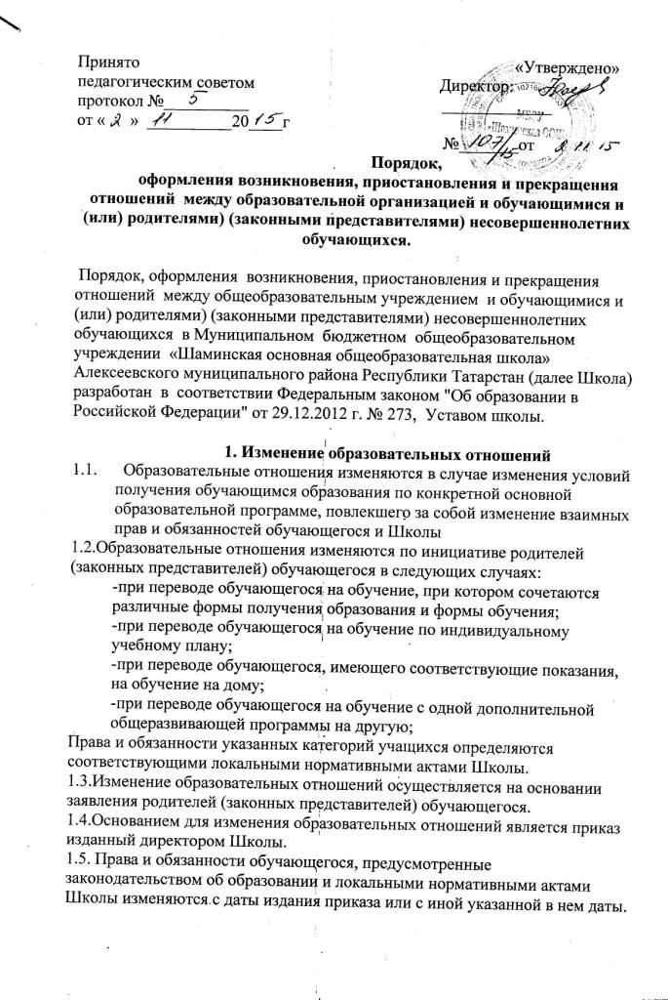 Принято
педагогическим советом
протокол № 5
от « 2 » 11 2015г
«Утверждено»
Директор:
№ 107/15 от 2 11 15
Порядок,
оформления возникновения, приостановления и прекращения
отношений между образовательной организацией и обучающимися и
(или) родителями) (законными представителями) несовершеннолетних
обучающихся.
Порядок, оформления возникновения, приостановления и прекращения
отношений между общеобразовательным учреждением и обучающимися и
(или) родителями) (законными представителями) несовершеннолетних
обучающихся в Муниципальном бюджетном общеобразовательном
учреждении «Шаминская основная общеобразовательная школа»
Алексеевского муниципального района Республики Татарстан (далее Школа)
разработан в соответствии Федеральным законом "Об образовании в
Российской Федерации" от 29.12.2012 г. № 273, Уставом школы.
1. Изменение образовательных отношений
1.1. Образовательные отношения изменяются в случае изменения условий
получения обучающимся образования по конкретной основной
образовательной программе, повлекшего за собой изменение взаимных
прав и обязанностей обучающегося и Школы
1.2.Образовательные отношения изменяются по инициативе родителей
(законных представителей) обучающегося в следующих случаях:
-при переводе обучающегося на обучение, при котором сочетаются
различные формы получения образования и формы обучения;
-при переводе обучающегося на обучение по индивидуальному
учебному плану;
-при переводе обучающегося, имеющего соответствующие показания,
на обучение на дому;
-при переводе обучающегося на обучение с одной дополнительной
общеразвивающей программы на другую;
Права и обязанности указанных категорий учащихся определяются
соответствующими локальными нормативными актами Школы.
1.3.Изменение образовательных отношений осуществляется на основании
заявления родителей (законных представителей) обучающегося.
1.4.Основанием для изменения образовательных отношений является приказ
изданный директором Школы.
1.5. Права и обязанности обучающегося, предусмотренные
законодательством об образовании и локальными нормативными актами
Школы изменяются с даты издания приказа или с иной указанной в нем даты.